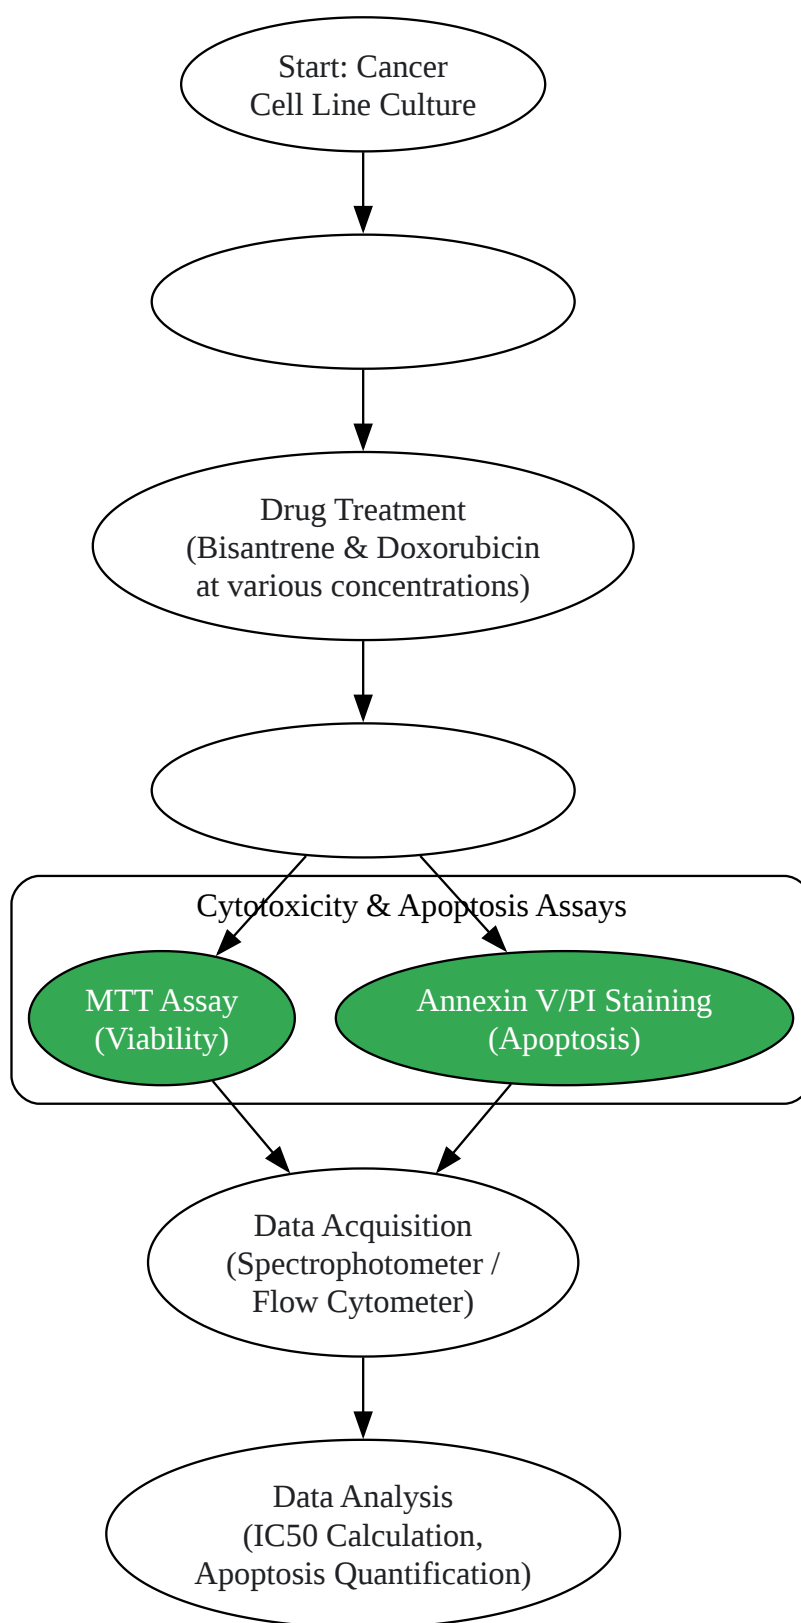 Start: Cancer
Cell Line Culture
Drug Treatment
(Bisantrene & Doxorubicin
at various concentrations)
Cytotoxicity & Apoptosis Assays
MTT Assay
(Viability)
Annexin V/PI Staining
(Apoptosis)
Data Acquisition
(Spectrophotometer /
Flow Cytometer)
Data Analysis
(IC50 Calculation,
Apoptosis Quantification)